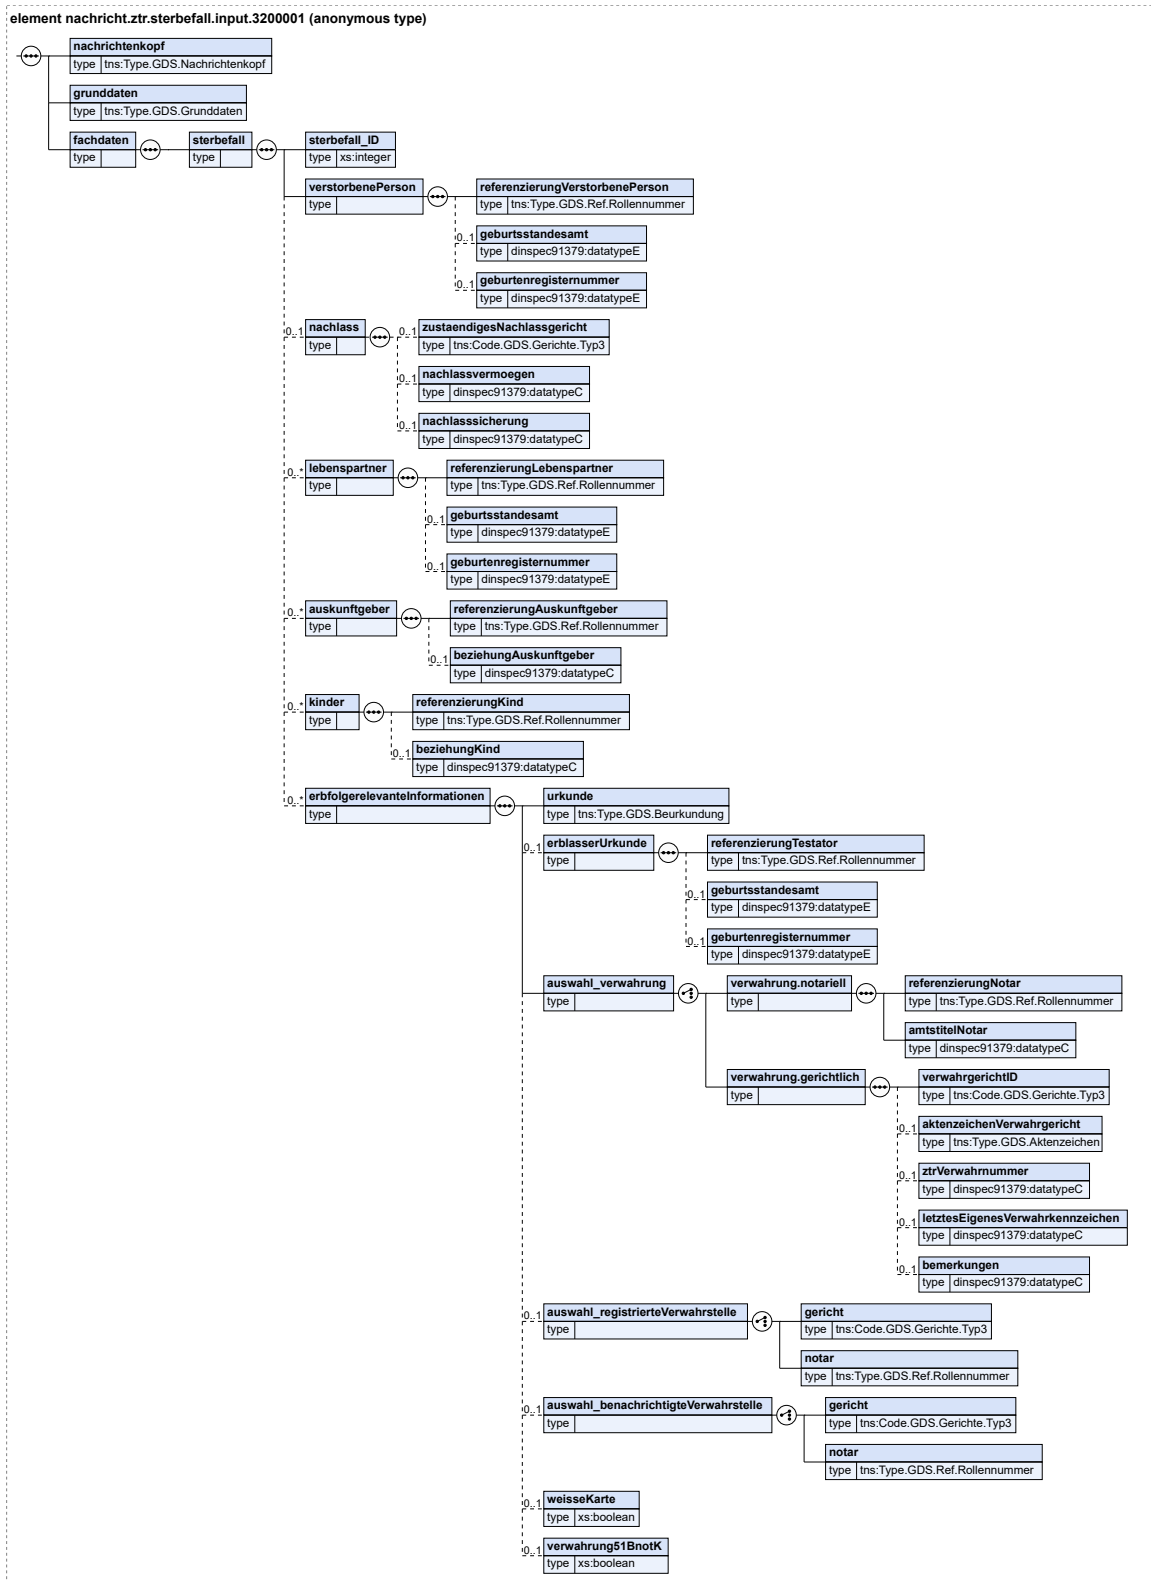 element nachricht.ztr.sterbefall.input.3200001 (anonymous type)
nachrichtenkopf
type tns:Type.GDS.Nachrichtenkopf
grunddaten
type tns:Type.GDS.Grunddaten
fachdaten
type
sterbefall
type
sterbefall_ID
type xs:integer
verstorbenePerson
type
referenzierungVerstorbenePerson
type tns:Type.GDS.Ref.Rollennummer
0..1 geburtsstandesamt
type dinspec91379:datatypeE
0..1 geburtenregisternummer
type dinspec91379:datatypeE
0..1 nachlass
type
0..1 zustaendigesNachlassgericht
type tns:Code.GDS.Gerichte.Typ3
0..1 nachlassvermoegen
type dinspec91379:datatypeC
0..1 nachlasssicherung
type dinspec91379:datatypeC
0..* lebenspartner
type
referenzierungLebenspartner
type tns:Type.GDS.Ref.Rollennummer
0..1 geburtsstandesamt
type dinspec91379:datatypeE
0..1 geburtenregisternummer
type dinspec91379:datatypeE
0..* auskunftgeber
type
referenzierungAuskunftgeber
type tns:Type.GDS.Ref.Rollennummer
0..1 beziehungAuskunftgeber
type dinspec91379:datatypeC
0..* kinder
type
referenzierungKind
type tns:Type.GDS.Ref.Rollennummer
0..1 beziehungKind
type dinspec91379:datatypeC
0..* erbfolgerelevanteInformationen
type
urkunde
type tns:Type.GDS.Beurkundung
0..1 erblasserUrkunde
type
referenzierungTestator
type tns:Type.GDS.Ref.Rollennummer
0..1 geburtsstandesamt
type dinspec91379:datatypeE
0..1 geburtenregisternummer
type dinspec91379:datatypeE
auswahl_verwahrung
type
verwahrung.notariell
type
referenzierungNotar
type tns:Type.GDS.Ref.Rollennummer
amtstitelNotar
type dinspec91379:datatypeC
verwahrung.gerichtlich
type
verwahrgerichtID
type tns:Code.GDS.Gerichte.Typ3
0..1 aktenzeichenVerwahrgericht
type tns:Type.GDS.Aktenzeichen
0..1 ztrVerwahrnummer
type dinspec91379:datatypeC
0..1 letztesEigenesVerwahrkennzeichen
type dinspec91379:datatypeC
0..1 bemerkungen
type dinspec91379:datatypeC
0..1 auswahl_registrierteVerwahrstelle
type
gericht
type tns:Code.GDS.Gerichte.Typ3
notar
type tns:Type.GDS.Ref.Rollennummer
0..1 auswahl_benachrichtigteVerwahrstelle
type
gericht
type tns:Code.GDS.Gerichte.Typ3
notar
type tns:Type.GDS.Ref.Rollennummer
0..1 weisseKarte
type xs:boolean
0..1 verwahrung51BnotK
type xs:boolean